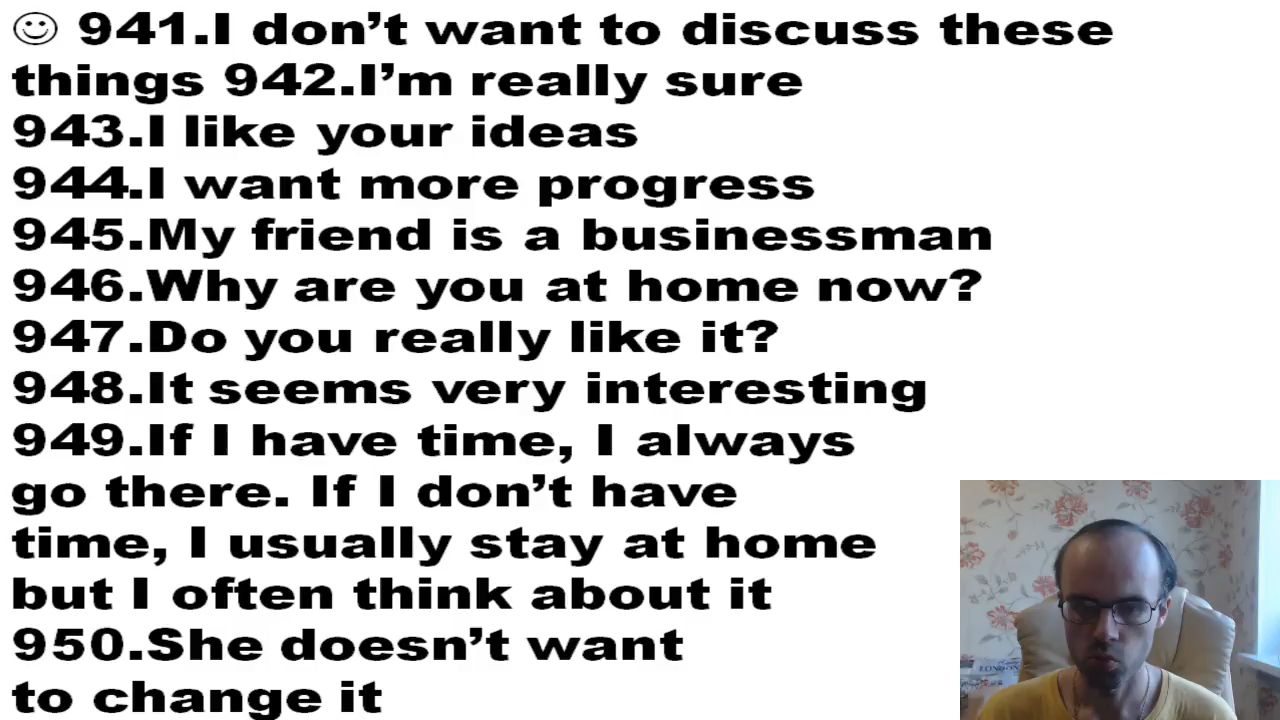 ☺ 941.I don’t want to discuss these
things 942.I’m really sure
943.I like your ideas
944.I want more progress
945.My friend is a businessman
946.Why are you at home now?
947.Do you really like it?
948.It seems very interesting
949.If I have time, I always
go there. If I don’t have
time, I usually stay at home
but I often think about it
950.She doesn’t want
to change it
LONDON